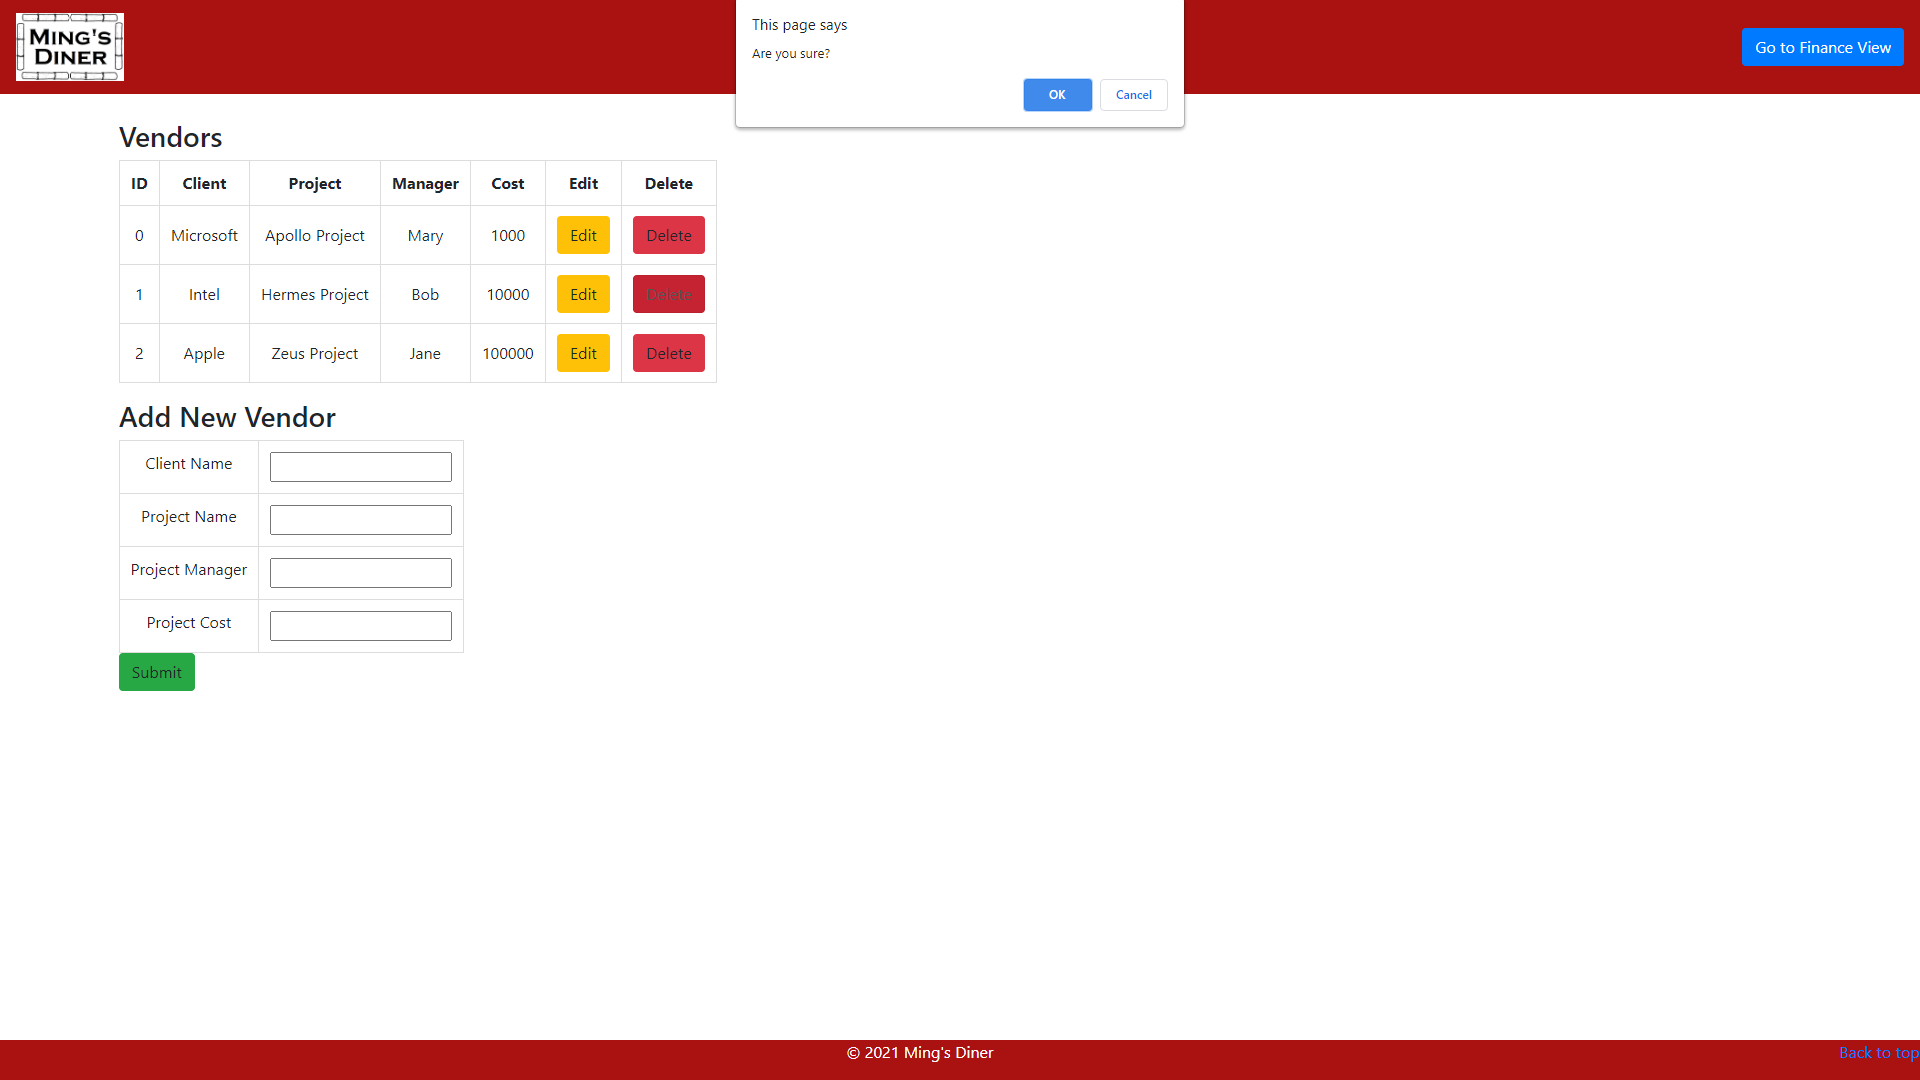 MING'S
DINER
This page says
Are you sure?
OK Cancel
Go to Finance View
Vendors
ID Client Project Manager Cost Edit Delete
0 Microsoft Apollo Project Mary 1000 Edit Delete
1 Intel Hermes Project Bob 10000 Edit Delete
2 Apple Zeus Project Jane 100000 Edit Delete
Add New Vendor
Client Name
Project Name
Project Manager
Project Cost
Submit
© 2021 Ming's Diner
Back to top